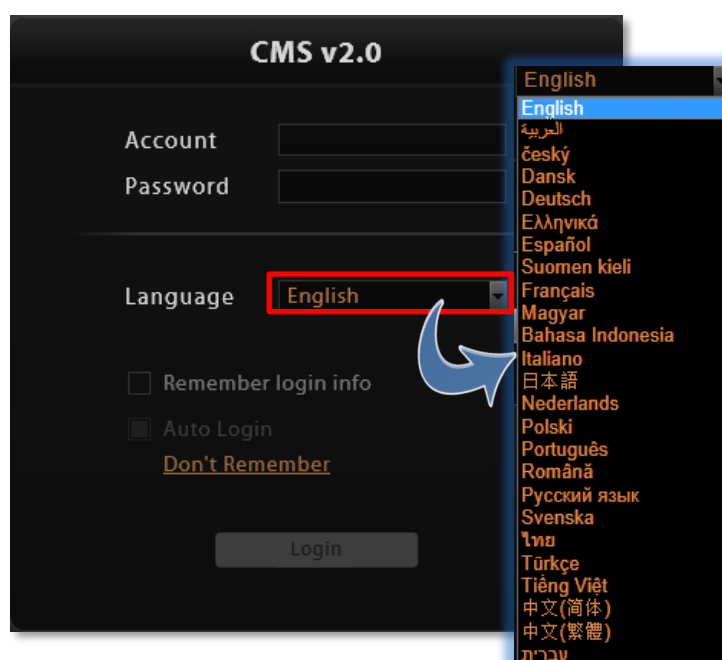 CMS v2.0
Account
Password
Language
English
Remember login info
Auto Login
Don't Remember
Login
English
English
العربية
český
Dansk
Deutsch
Ελληνικά
Español
Suomen kieli
Français
Magyar
Bahasa Indonesia
Italiano
日本語
Nederlands
Polski
Português
Română
Русский язык
Svenska
ไทย
Türkçe
Tiếng Việt
中文(简体)
中文(繁體)
עברית